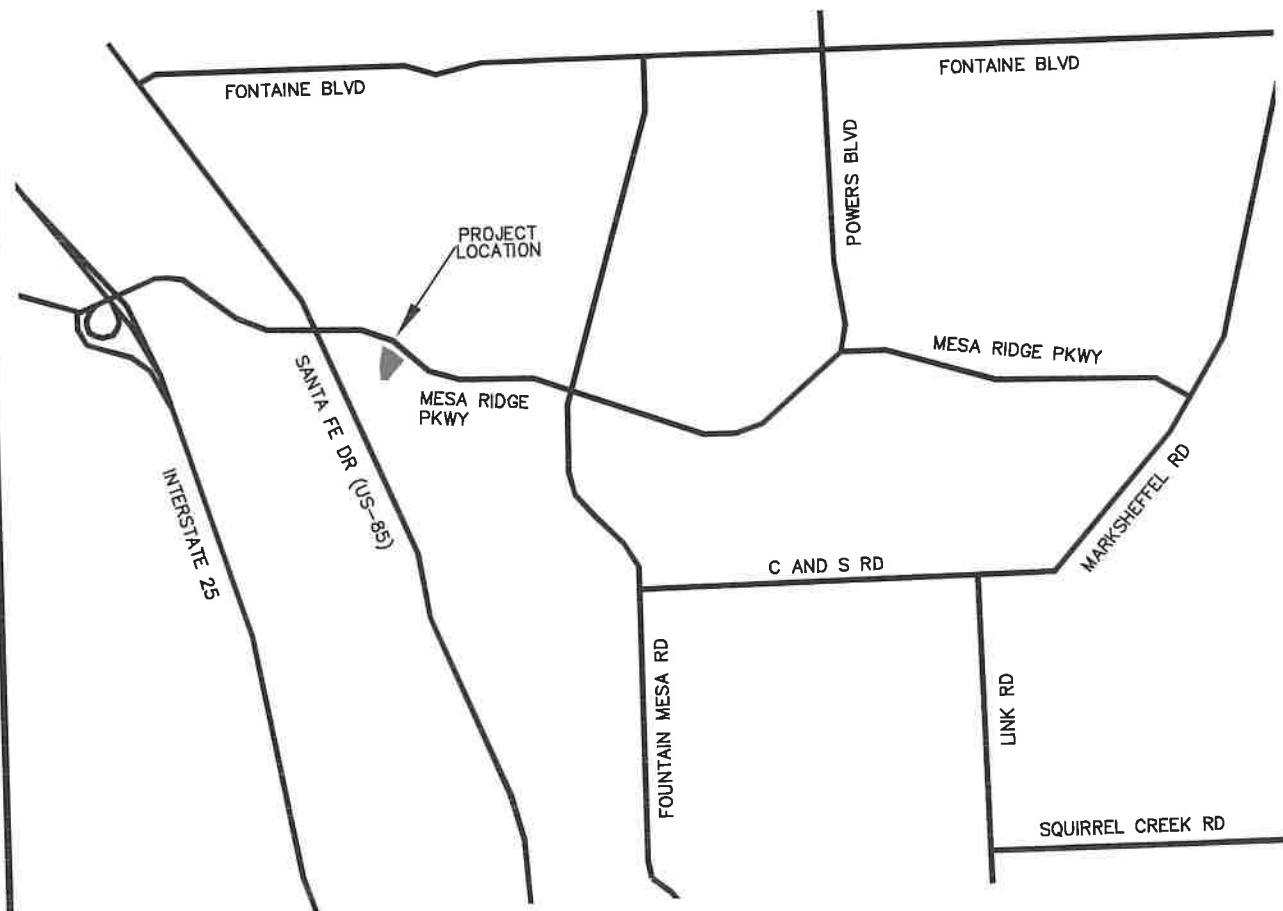 FONTAINE BLVD
FONTAINE BLVD
POWERS BLVD
PROJECT
LOCATION
MESA RIDGE PKWY
SANTA FE DR (US-85)
MESA RIDGE
PKWY
INTERSTATE 25
MARKSHEFFEL RD
C AND S RD
FOUNTAIN MESA RD
LINK RD
SQUIRREL CREEK RD